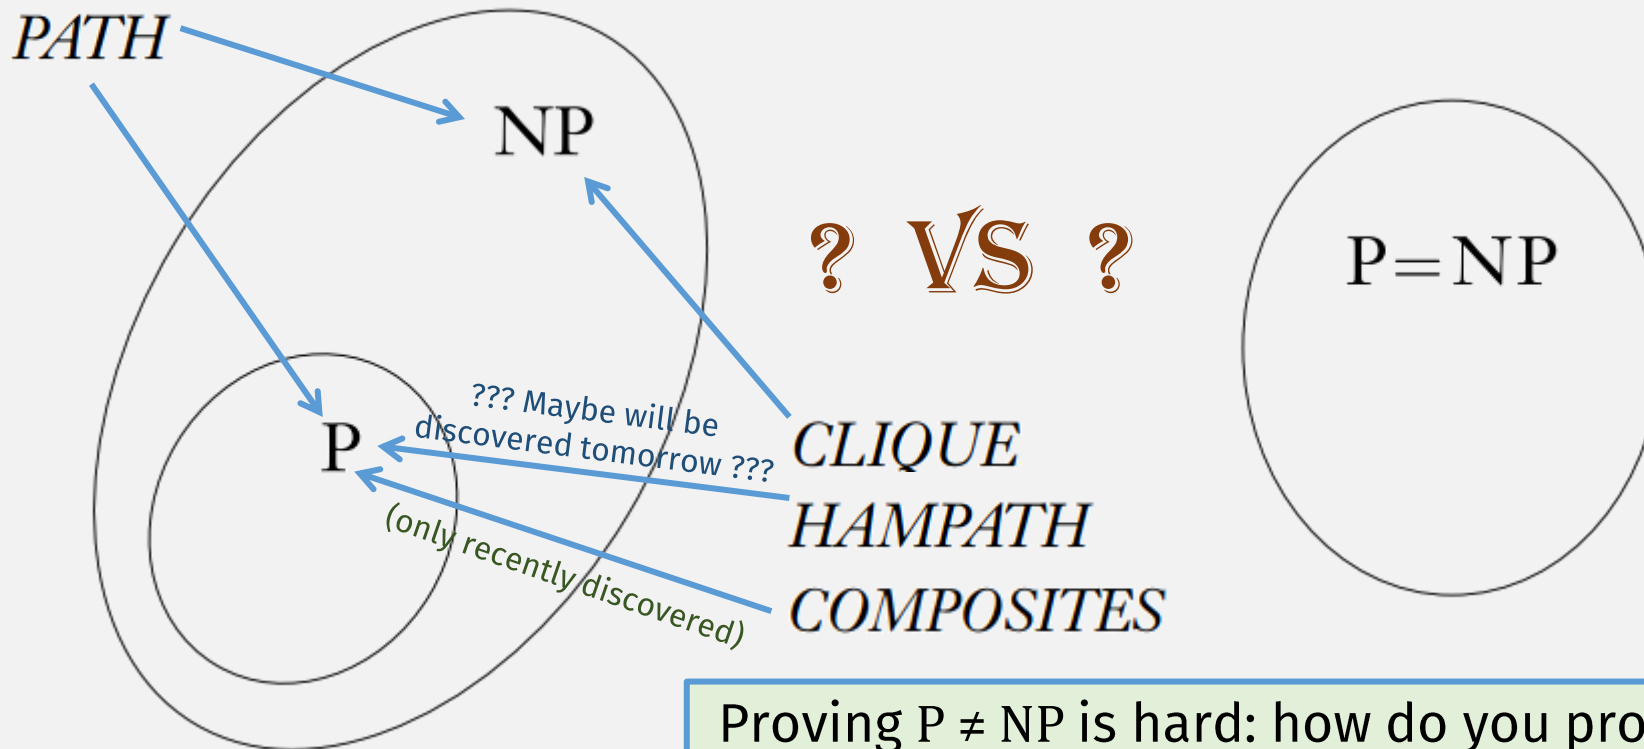 PATH
NP
? VS ?
P=NP
??? Maybe will be
discovered tomorrow ???
P
CLIQUE
HAMPATH
(only recently discovered)
COMPOSITES
Proving P ≠ NP is hard: how do you pro